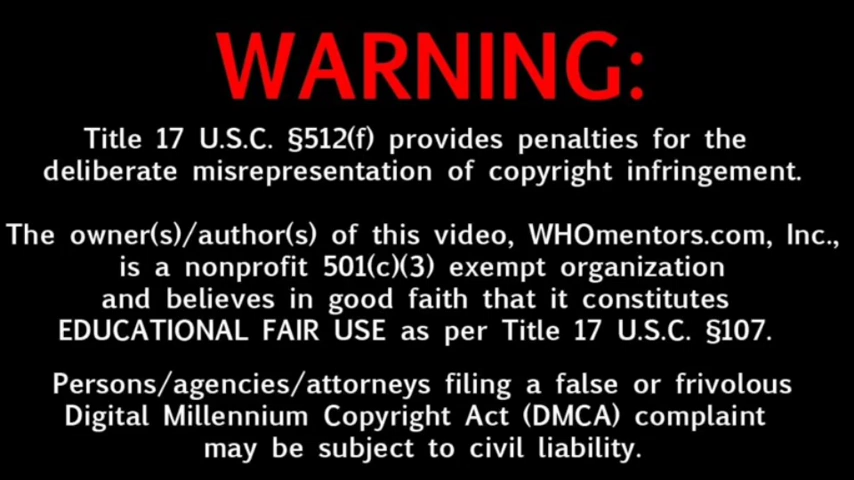 WARNING:
Title 17 U.S.C. §512(f) provides penalties for the
deliberate misrepresentation of copyright infringement.
The owner(s)/author(s) of this video, WHOmentors.com, Inc.,
is a nonprofit 501(c)(3) exempt organization
and believes in good faith that it constitutes
EDUCATIONAL FAIR USE as per Title 17 U.S.C. §107.
Persons/agencies/attorneys filing a false or frivolous
Digital Millennium Copyright Act (DMCA) complaint
may be subject to civil liability.